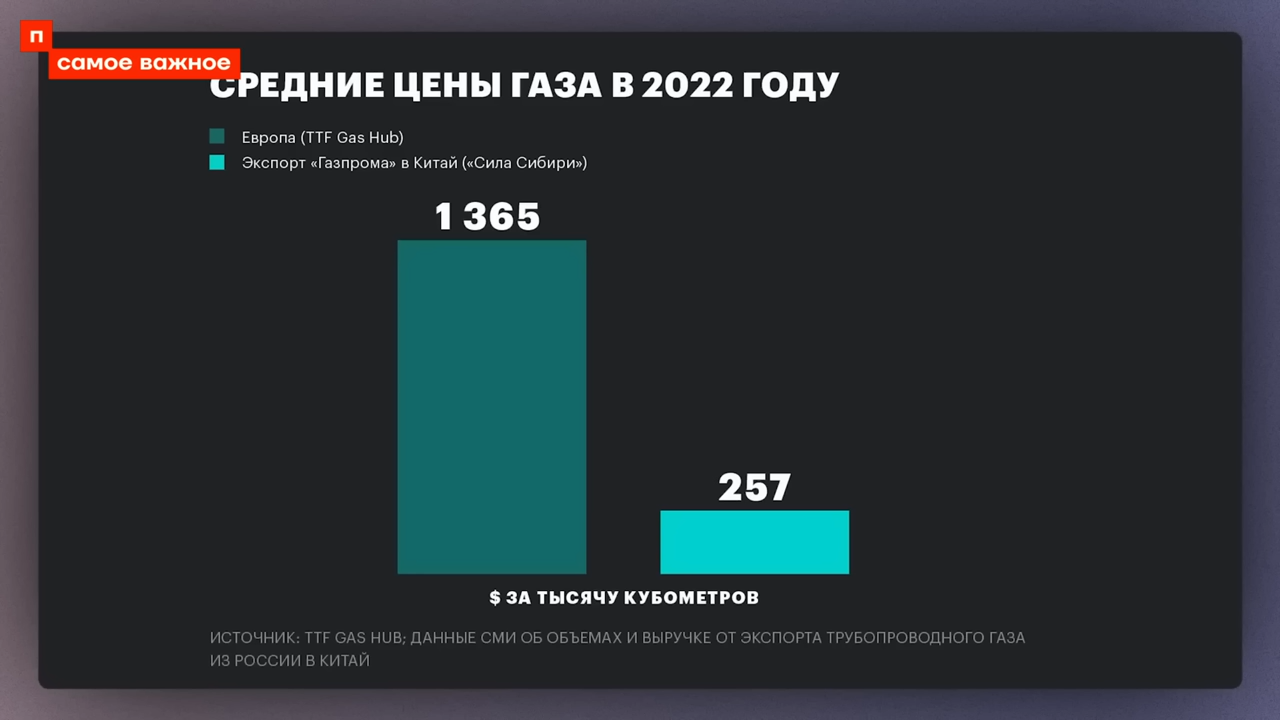 п
самое важное
СРЕДНИЕ ЦЕНЫ ГАЗА В 2022 ГОДУ
Европа (TTF Gas Hub)
Экспорт «Газпрома» в Китай («Сила Сибири»)
1 365
257
$ ЗА ТЫСЯЧУ КУБОМЕТРОВ
ИСТОЧНИК: TTF GAS HUB; ДАННЫЕ СМИ ОБ ОБЪЕМАХ И ВЫРУЧКЕ ОТ ЭКСПОРТА ТРУБОПРОВОДНОГО ГАЗА
ИЗ РОССИИ В КИТАЙ